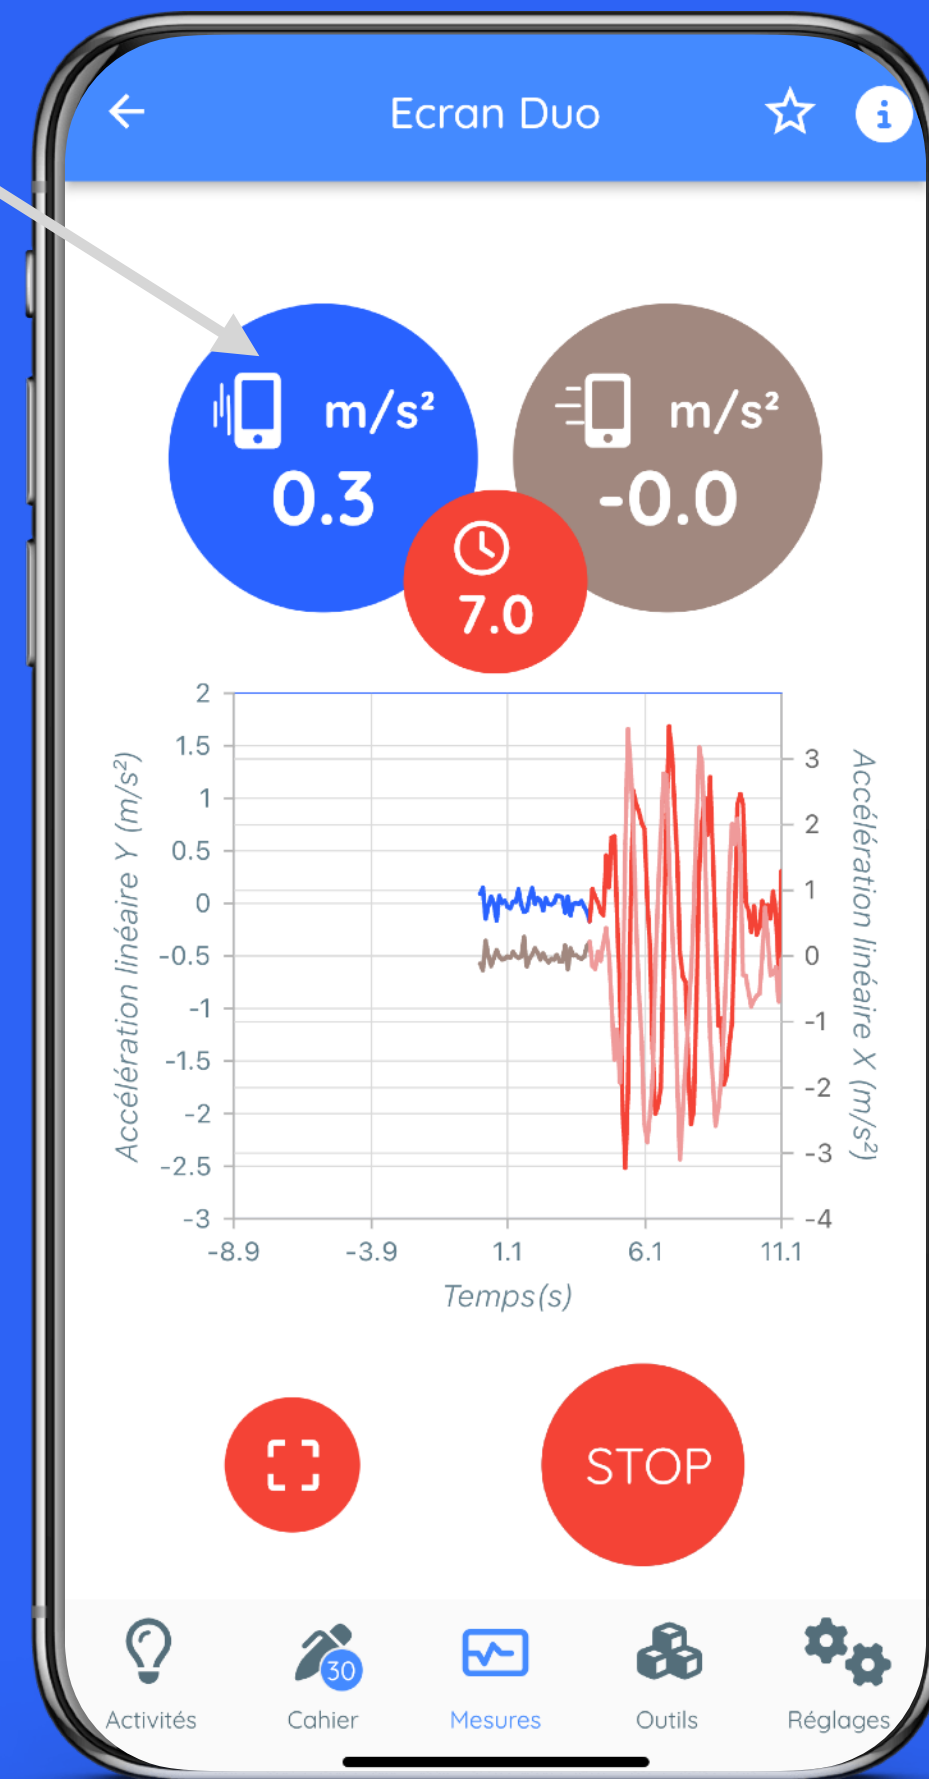 Ecran Duo
m/s²
0.3
m/s²
-0.0
7.0
2
1.5
1
0.5
0
-0.5
-1
-1.5
-2
-2.5
-3
Accélération linéaire Y (m/s²)
3
2
1
0
-1
-2
-3
-4
Accélération linéaire X (m/s²)
-8.9
-3.9
1.1
6.1
11.1
Temps(s)
STOP
30
Activités
Cahier
Mesures
Outils
Réglages